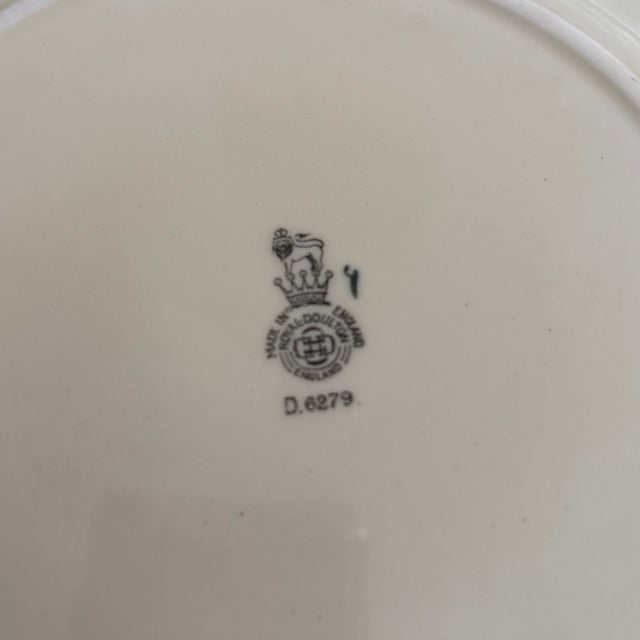 MADE IN ENGLAND
ROYAL DOULTON
ENGLAND
D.6279.